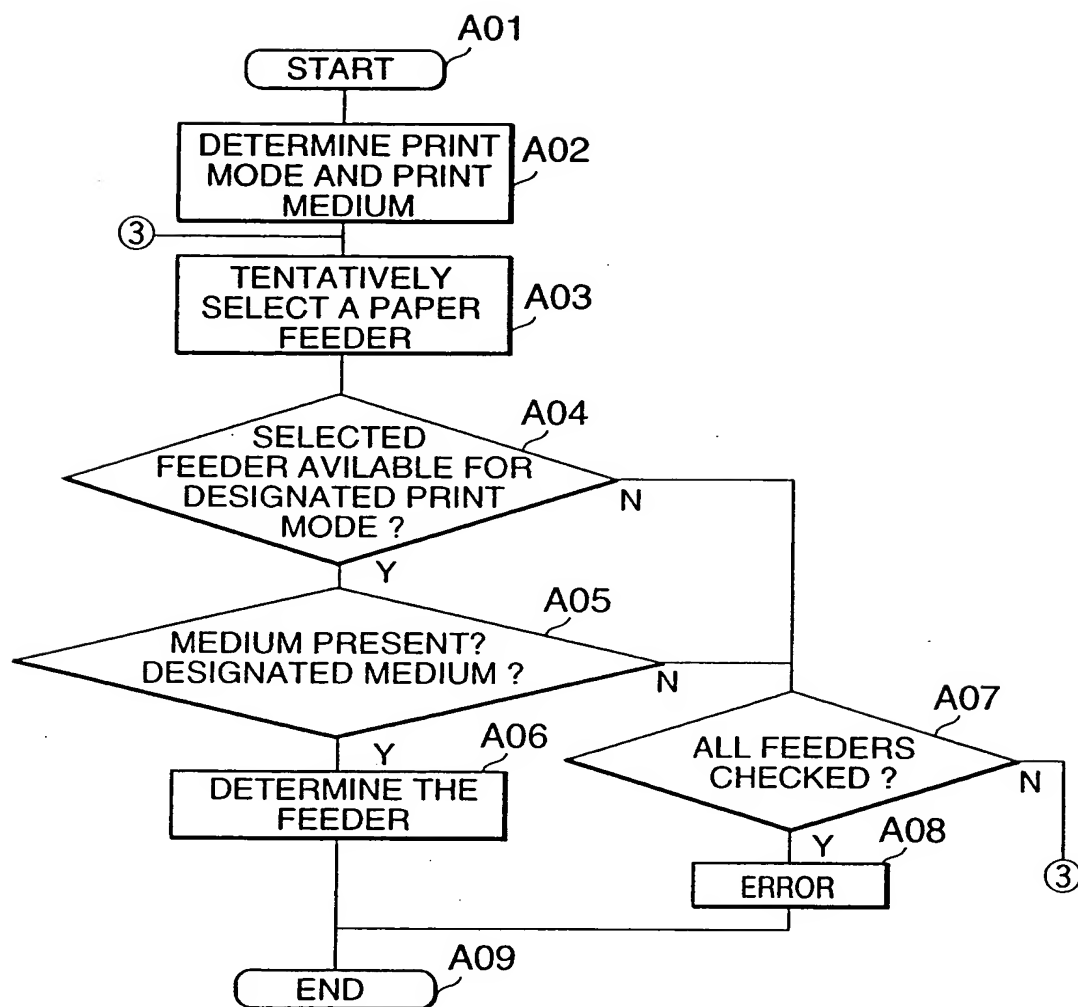 A01
START
DETERMINE PRINT
MODE AND PRINT
MEDIUM
A02
③
TENTATIVELY
SELECT A PAPER
FEEDER
A03
A04
SELECTED
FEEDER AVILABLE FOR
DESIGNATED PRINT
MODE ?
N
Y
A05
MEDIUM PRESENT?
DESIGNATED MEDIUM ?
N
Y
A06
DETERMINE THE
FEEDER
A07
ALL FEEDERS
CHECKED ?
N
Y
A08
ERROR
③
A09
END